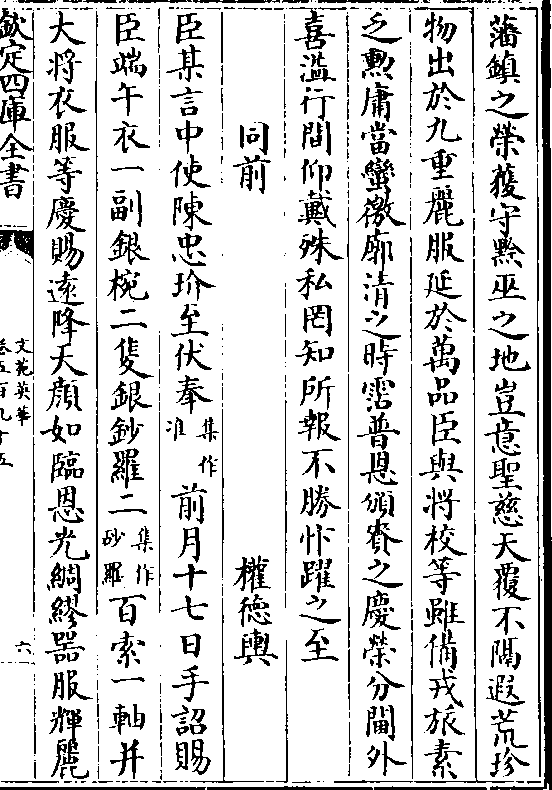 藩鎮之榮獲守黔巫之地豈意聖慈天覆不隔遐荒珍
物出於九重麗服延於萬品臣與將校等雖備戎旅素
乏勲庸當蠻徼廓清之時霑普恩頒賚之慶榮分閫外
喜溢行間仰戴殊私罔知所報不勝忭躍之至
同前 權德輿
臣某言中使陳忠玠至伏奉集作准前月十七日手詔賜
臣端午衣一副銀椀二隻銀鈔羅二集作砂羅百索一軸并
大將衣服等慶賜遠降天顔如臨恩光綢繆器服輝麗
欽定四庫全書
文苑英華
卷五百九十五
六